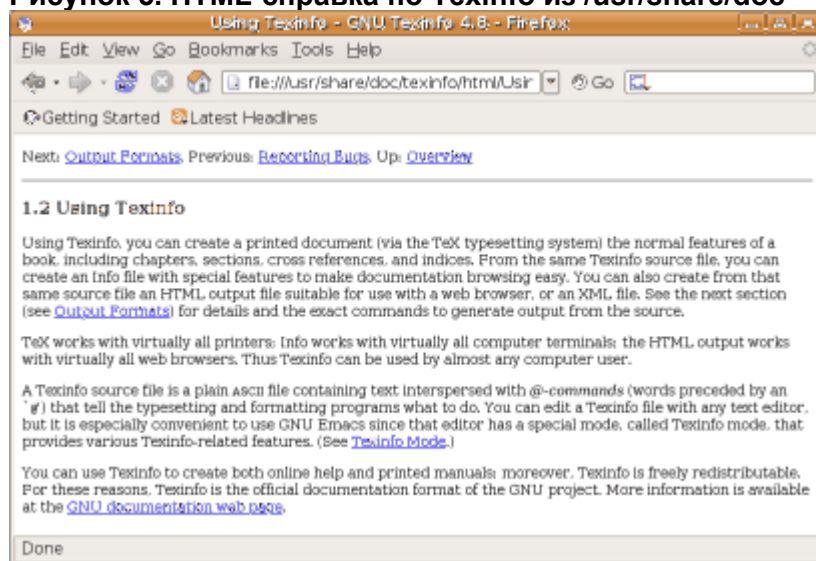 Рисунок 3. HTML-справка по Texinfo из /usr/share/doc
Using Texinfo - GNU Texinfo 4.8 - Firefox
File Edit View Go Bookmarks Tools Help
file:///usr/share/doc/texinfo/html/Usir Go
Getting Started Latest Headlines
Next: Output Formats, Previous: Reporting Bugs, Up: Overview
1.2 Using Texinfo
Using Texinfo, you can create a printed document (via the TeX typesetting system) the normal features of a
book, including chapters, sections, cross references, and indices. From the same Texinfo source file, you can
create an Info file with special features to make documentation browsing easy. You can also create from that
same source file an HTML output file suitable for use with a web browser, or an XML file. See the next section
(see Output Formats) for details and the exact commands to generate output from the source.
TeX works with virtually all printers; Info works with virtually all computer terminals; the HTML output works
with virtually all web browsers. Thus Texinfo can be used by almost any computer user.
A Texinfo source file is a plain ASCII file containing text interspersed with @-commands (words preceded by an
`@') that tell the typesetting and formatting programs what to do. You can edit a Texinfo file with any text editor,
but it is especially convenient to use GNU Emacs since that editor has a special mode, called Texinfo mode, that
provides various Texinfo-related features. (See Texinfo Mode.)
You can use Texinfo to create both online help and printed manuals; moreover, Texinfo is freely redistributable.
For these reasons, Texinfo is the official documentation format of the GNU project. More information is available
at the GNU documentation web page.
Done